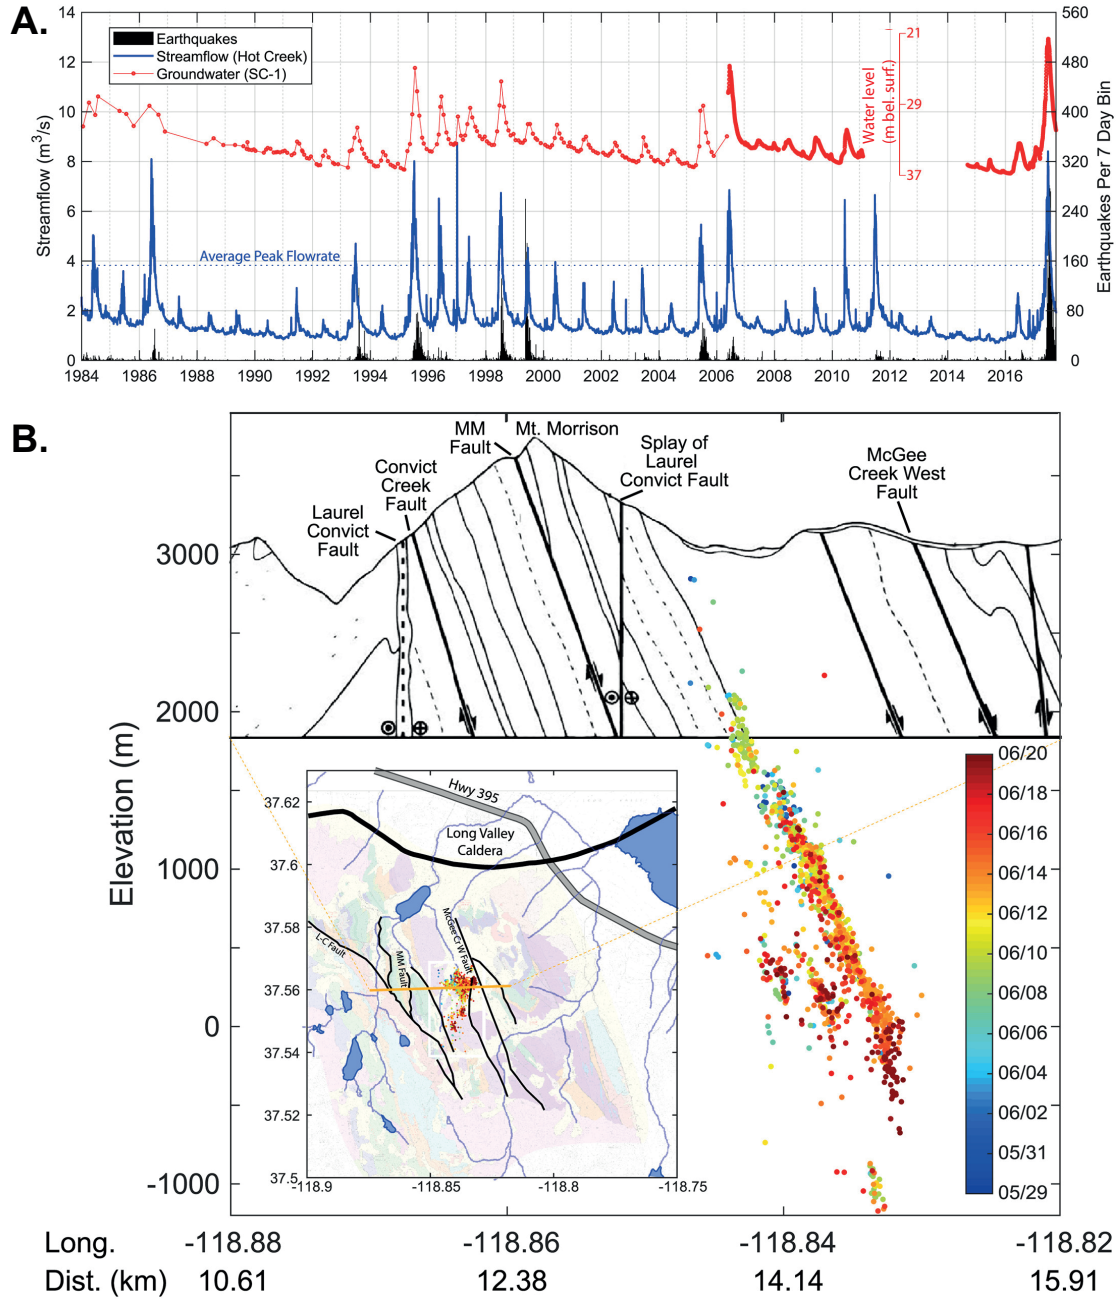 A.
14
12
10
8
6
4
2
0
Streamflow (m³/s)
Earthquakes
Streamflow (Hot Creek)
Groundwater (SC-1)
Average Peak Flowrate
21
29
37
Water level
(m bel. surf.)
560
480
400
320
240
160
80
0
Earthquakes Per 7 Day Bin
1984 1986 1988 1990 1992 1994 1996 1998 2000 2002 2004 2006 2008 2010 2012 2014 2016
B.
MM
Fault
Mt. Morrison
Convict
Creek
Fault
Laurel
Convict
Fault
Splay of
Laurel
Convict Fault
McGee
Creek West
Fault
3000
2000
1000
0
-1000
Elevation (m)
Hwy 395
Long Valley
Caldera
L-C Fault
MM Fault
McGee Cr W Fault
37.62
37.6
37.58
37.56
37.54
37.52
37.5
-118.9 -118.85 -118.8 -118.75
06/20
06/18
06/16
06/14
06/12
06/10
06/08
06/06
06/04
06/02
05/31
05/29
Long. -118.88 -118.86 -118.84 -118.82
Dist. (km) 10.61 12.38 14.14 15.91